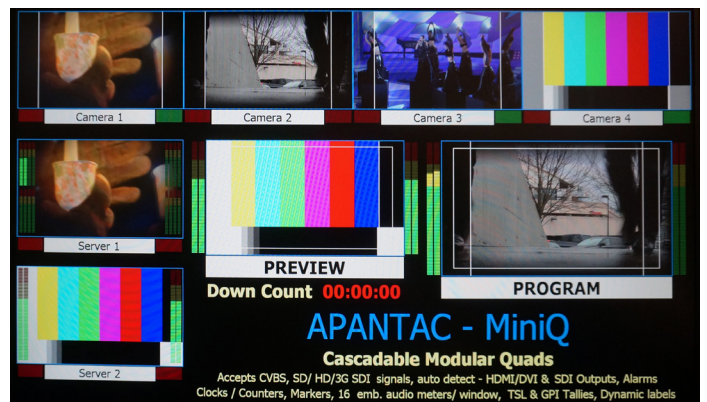 Camera 1
Camera 2
Camera 3
Camera 4
Server 1
PREVIEW
PROGRAM
Down Count 00:00:00
Server 2
APANTAC - MiniQ
Cascadable Modular Quads
Accepts CVBS, SD/ HD/3G SDI signals, auto detect - HDMI/DVI & SDI Outputs, Alarms
Clocks / Counters, Markers, 16 emb. audio meters/ window, TSL & GPI Tallies, Dynamic labels